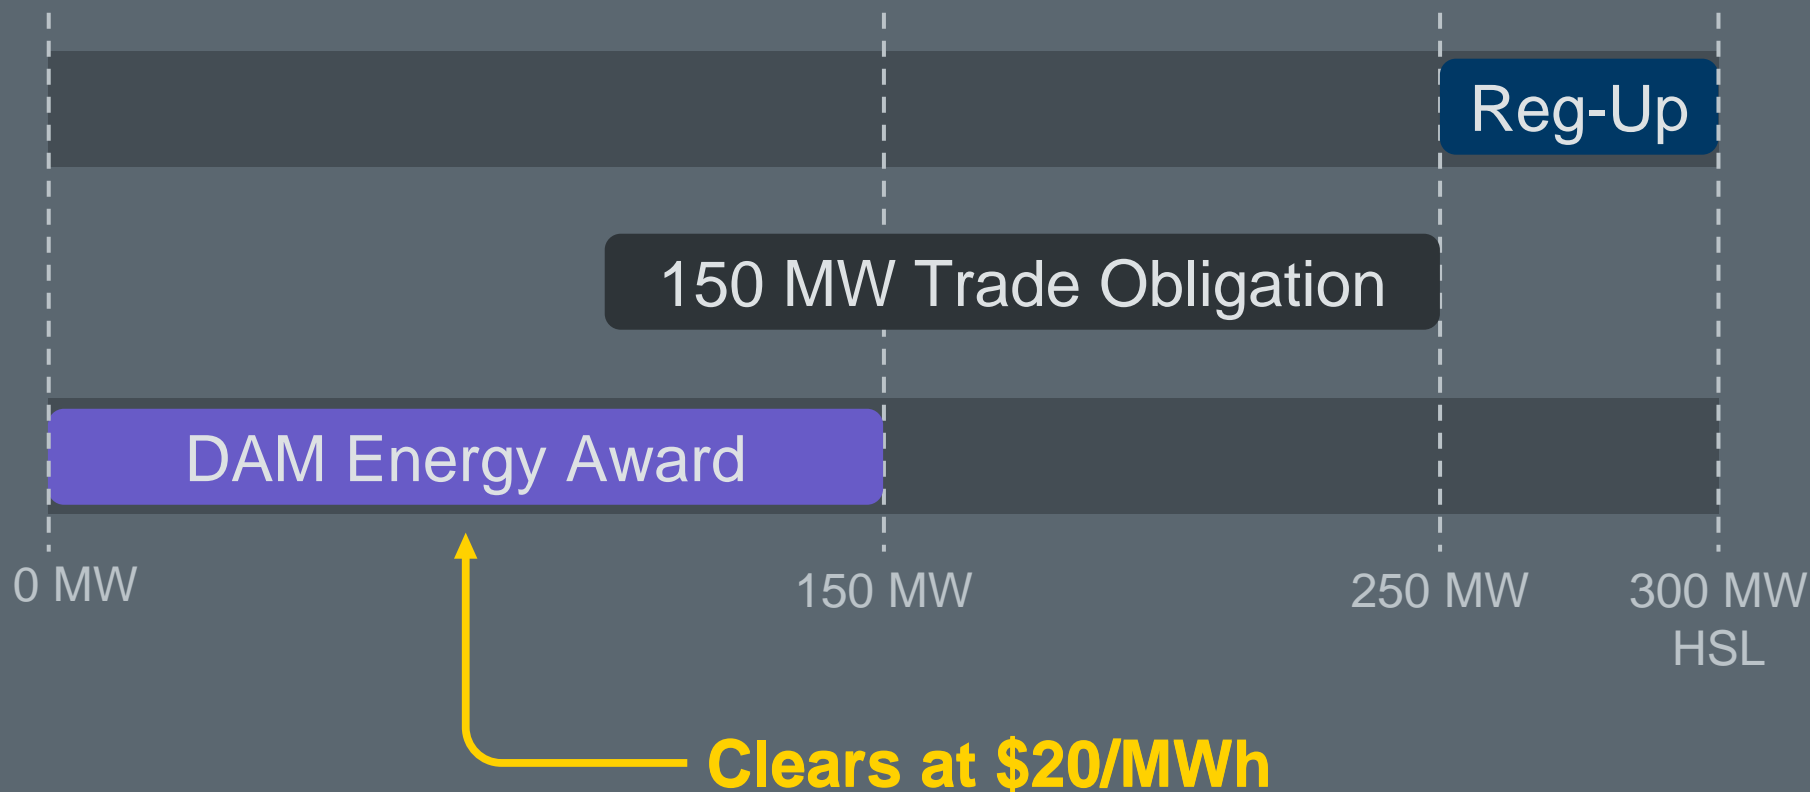 Reg-Up
150 MW Trade Obligation
DAM Energy Award
0 MW
150 MW
250 MW
300 MW
HSL
Clears at $20/MWh